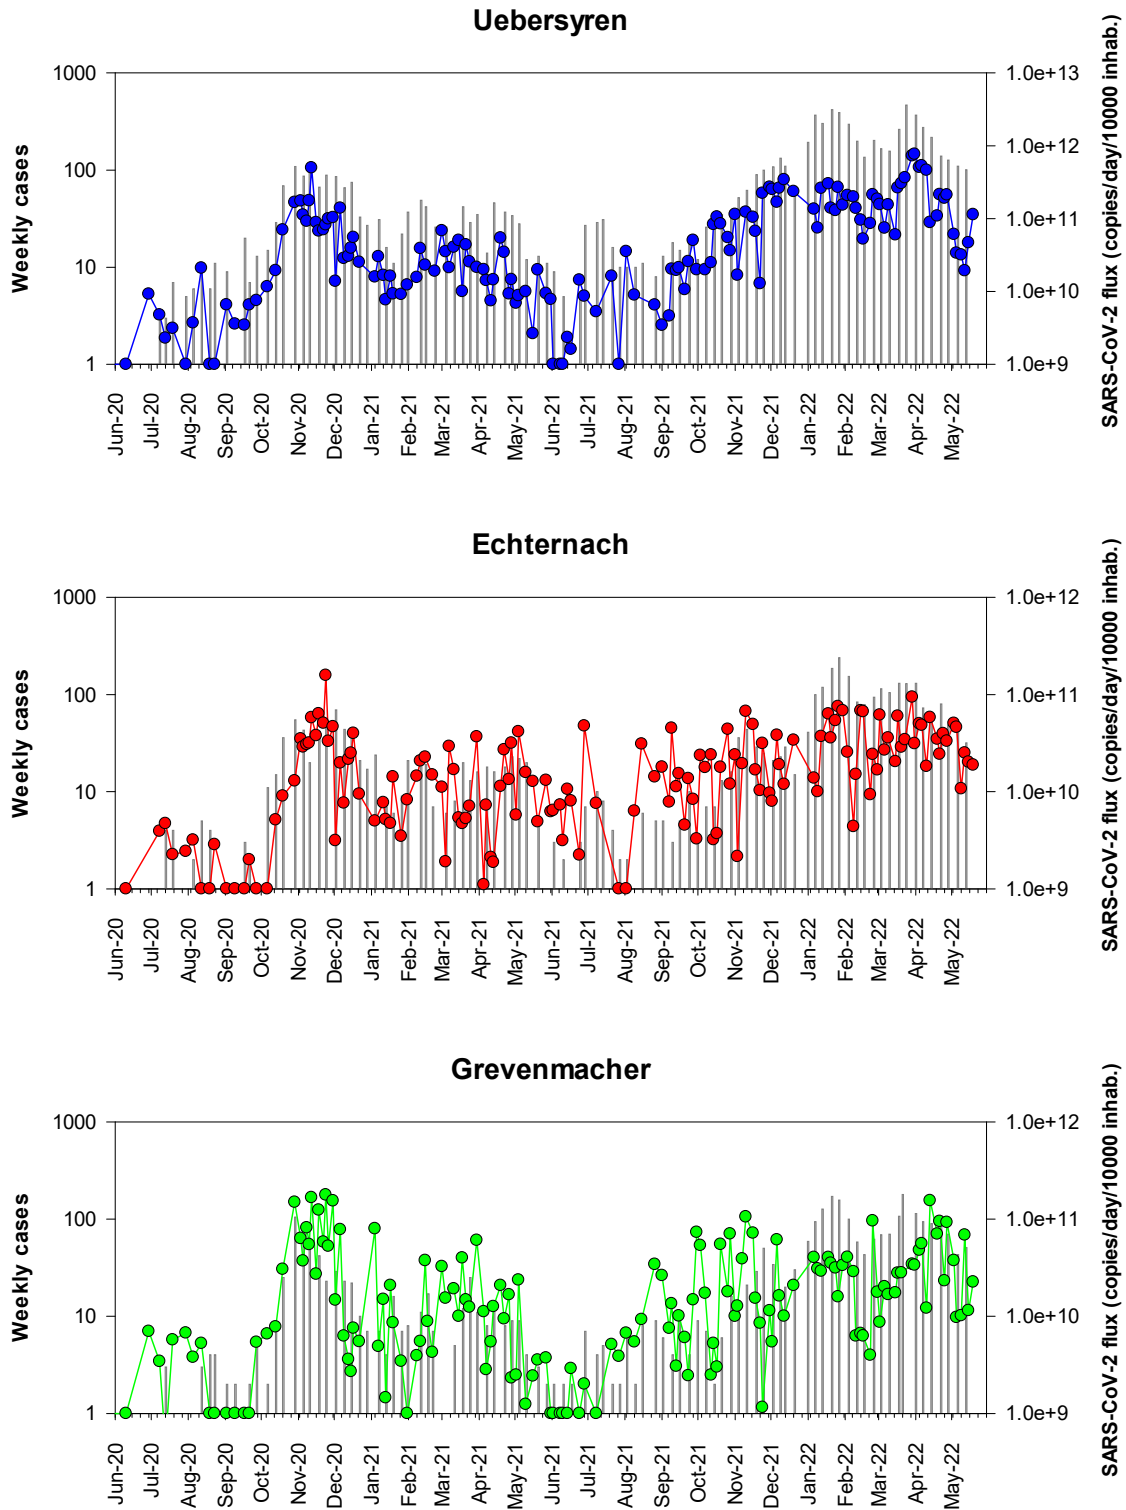 Uebersyren
Weekly cases
1000
100
10
1
1.0e+13
1.0e+12
1.0e+11
1.0e+10
1.0e+9
SARS-CoV-2 flux (copies/day/10000 inhab.)
Jun-20
Jul-20
Aug-20
Sep-20
Oct-20
Nov-20
Dec-20
Jan-21
Feb-21
Mar-21
Apr-21
May-21
Jun-21
Jul-21
Aug-21
Sep-21
Oct-21
Nov-21
Dec-21
Jan-22
Feb-22
Mar-22
Apr-22
May-22
Echternach
Weekly cases
1000
100
10
1
1.0e+12
1.0e+11
1.0e+10
1.0e+9
SARS-CoV-2 flux (copies/day/10000 inhab.)
Jun-20
Jul-20
Aug-20
Sep-20
Oct-20
Nov-20
Dec-20
Jan-21
Feb-21
Mar-21
Apr-21
May-21
Jun-21
Jul-21
Aug-21
Sep-21
Oct-21
Nov-21
Dec-21
Jan-22
Feb-22
Mar-22
Apr-22
May-22
Grevenmacher
Weekly cases
1000
100
10
1
1.0e+12
1.0e+11
1.0e+10
1.0e+9
SARS-CoV-2 flux (copies/day/10000 inhab.)
Jun-20
Jul-20
Aug-20
Sep-20
Oct-20
Nov-20
Dec-20
Jan-21
Feb-21
Mar-21
Apr-21
May-21
Jun-21
Jul-21
Aug-21
Sep-21
Oct-21
Nov-21
Dec-21
Jan-22
Feb-22
Mar-22
Apr-22
May-22